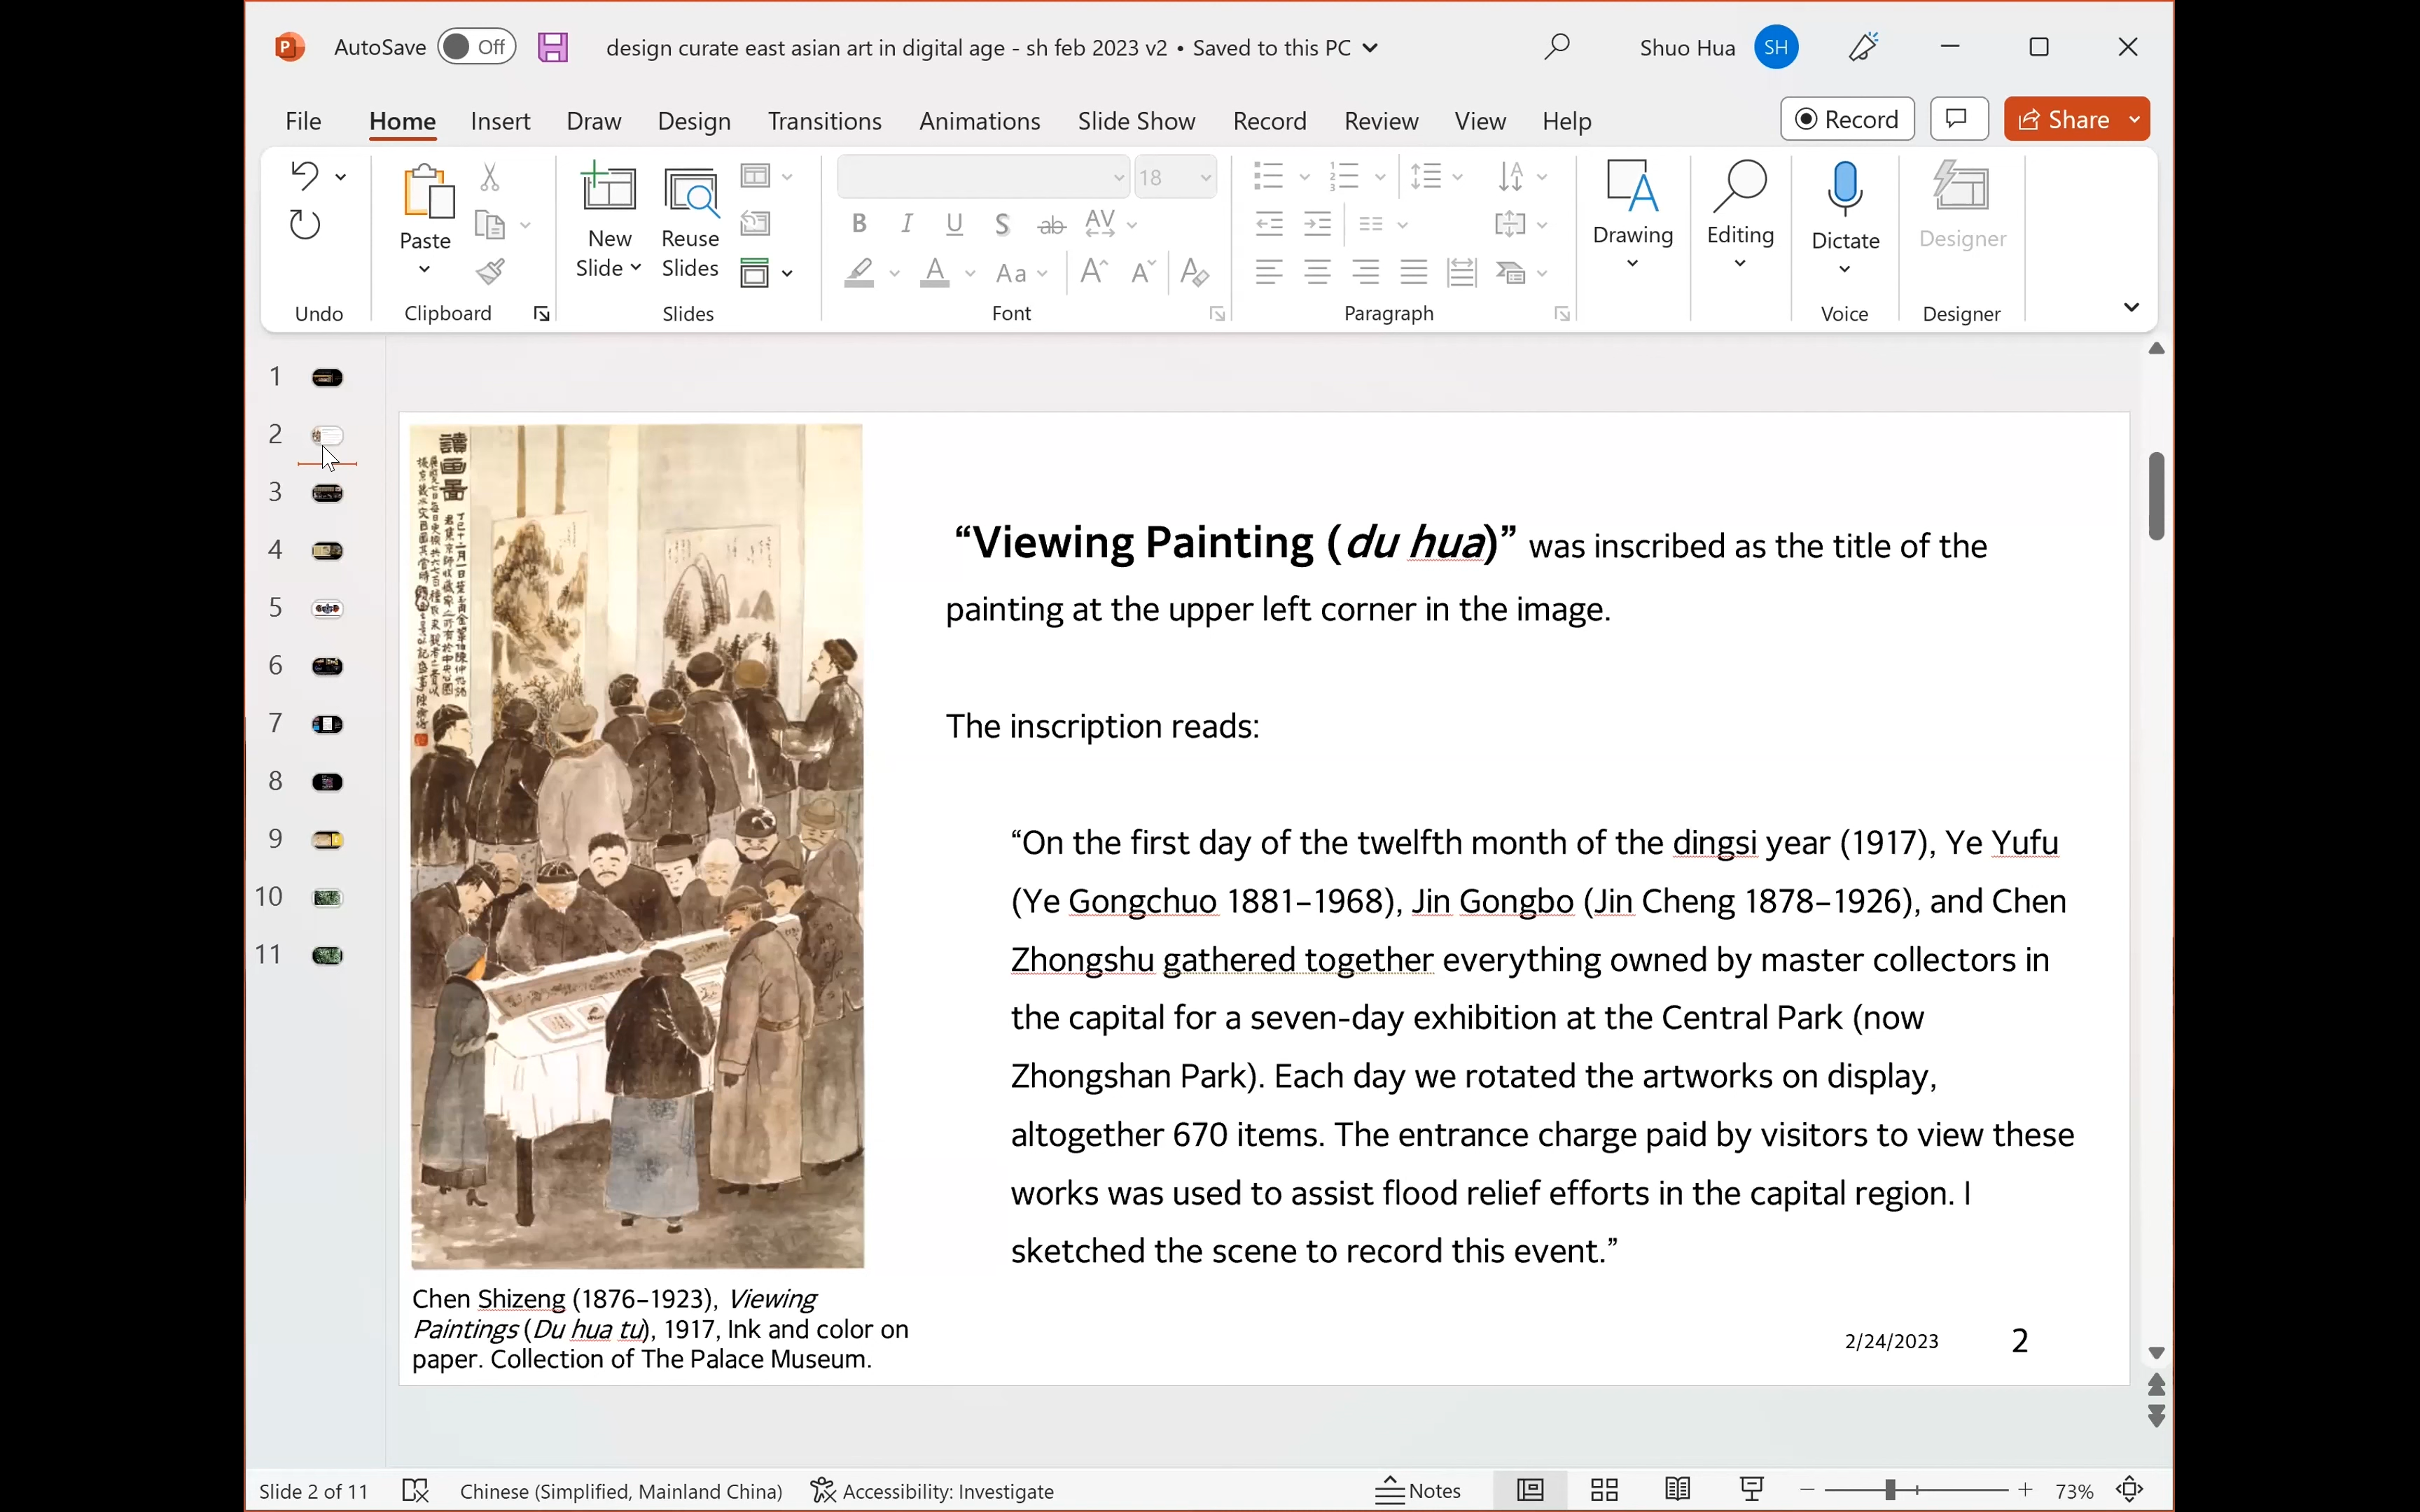 AutoSave Off design curate east asian art in digital age - sh feb 2023 v2 • Saved to this PC Shuo Hua SH
File Home Insert Draw Design Transitions Animations Slide Show Record Review View Help Record Share
Paste
New Slide
Reuse Slides
18
Drawing
Editing
Dictate
Designer
Undo Clipboard Slides Font Paragraph Voice Designer
1
2
3
4
5
6
7
8
9
10
11
讀画圖
“Viewing Painting (du hua)” was inscribed as the title of the
painting at the upper left corner in the image.
The inscription reads:
“On the first day of the twelfth month of the dingsi year (1917), Ye Yufu
(Ye Gongchuo 1881–1968), Jin Gongbo (Jin Cheng 1878–1926), and Chen
Zhongshu gathered together everything owned by master collectors in
the capital for a seven-day exhibition at the Central Park (now
Zhongshan Park). Each day we rotated the artworks on display,
altogether 670 items. The entrance charge paid by visitors to view these
works was used to assist flood relief efforts in the capital region. I
sketched the scene to record this event.”
Chen Shizeng (1876–1923), Viewing
Paintings (Du hua tu), 1917, Ink and color on
paper. Collection of The Palace Museum.
2/24/2023 2
Slide 2 of 11 Chinese (Simplified, Mainland China) Accessibility: Investigate Notes 73%